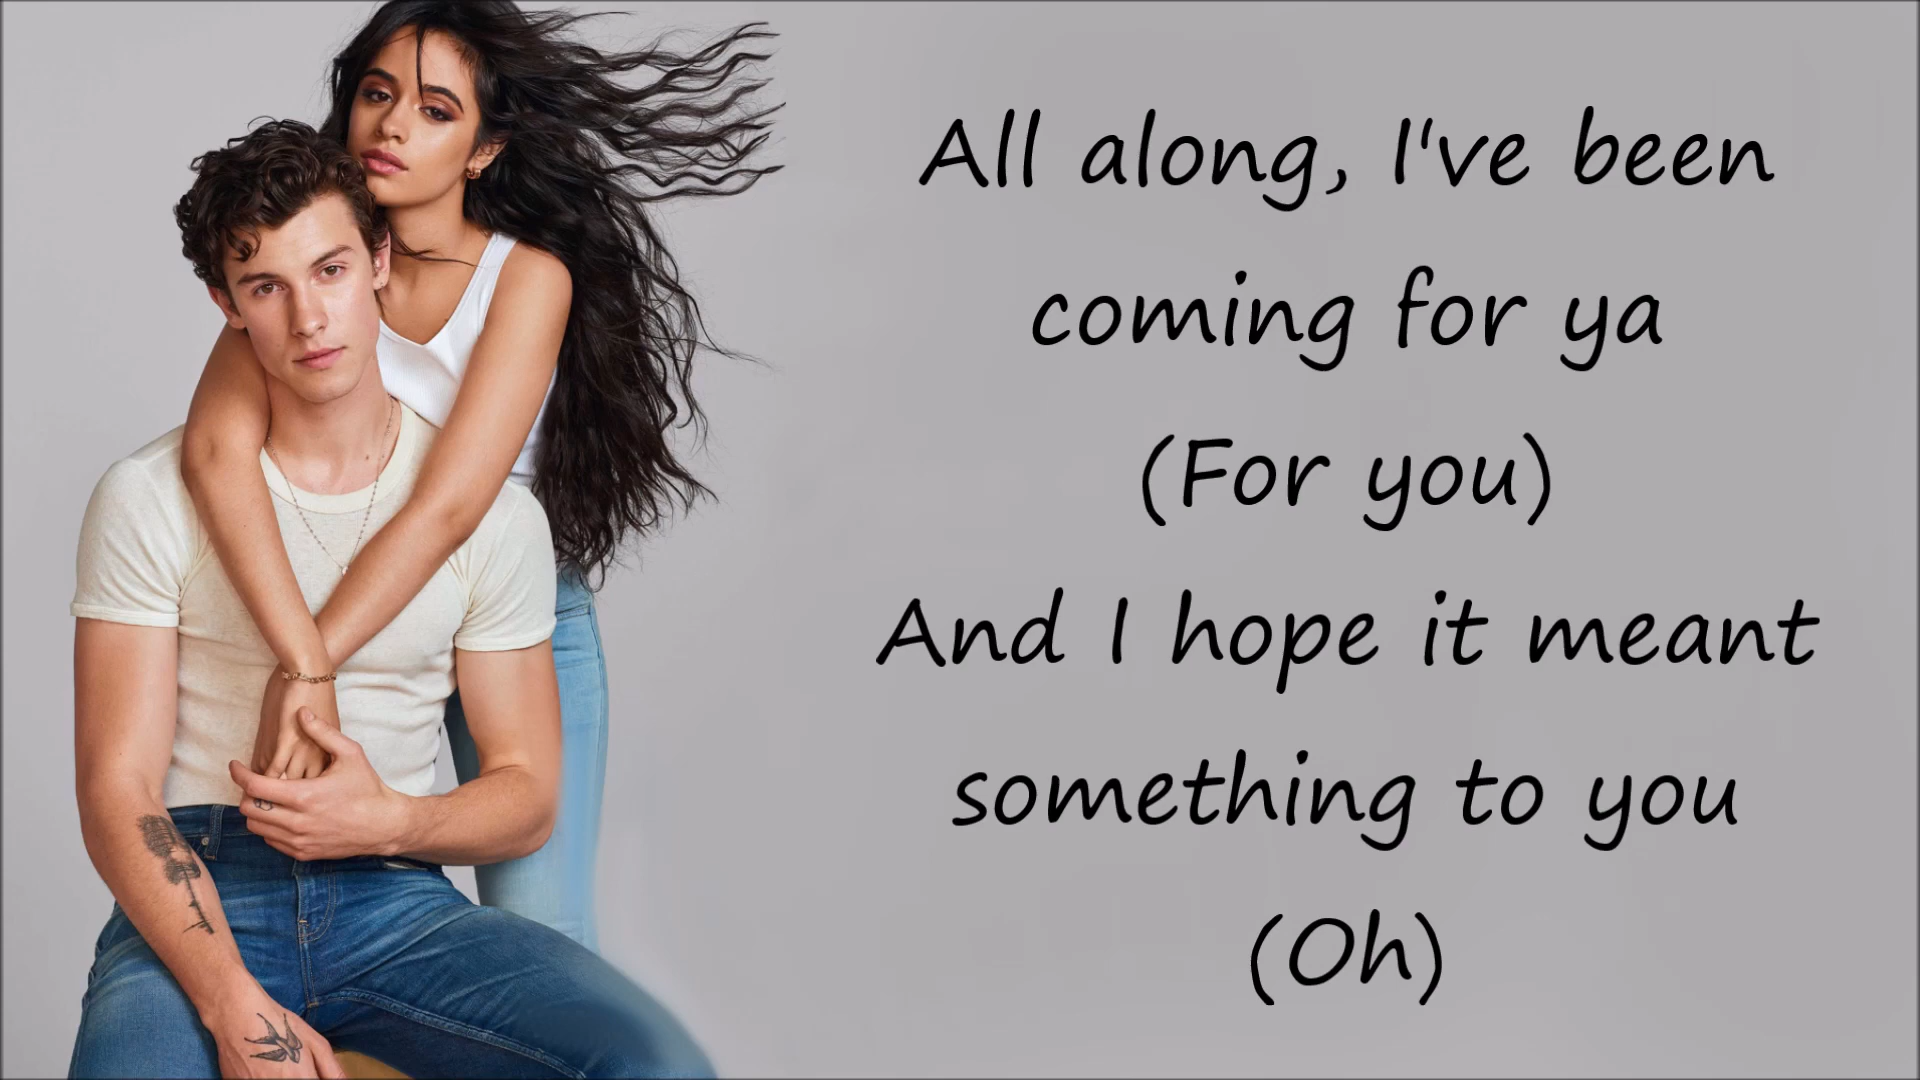 All along, I've been
coming for ya
(For you)
And I hope it meant
something to you
(Oh)